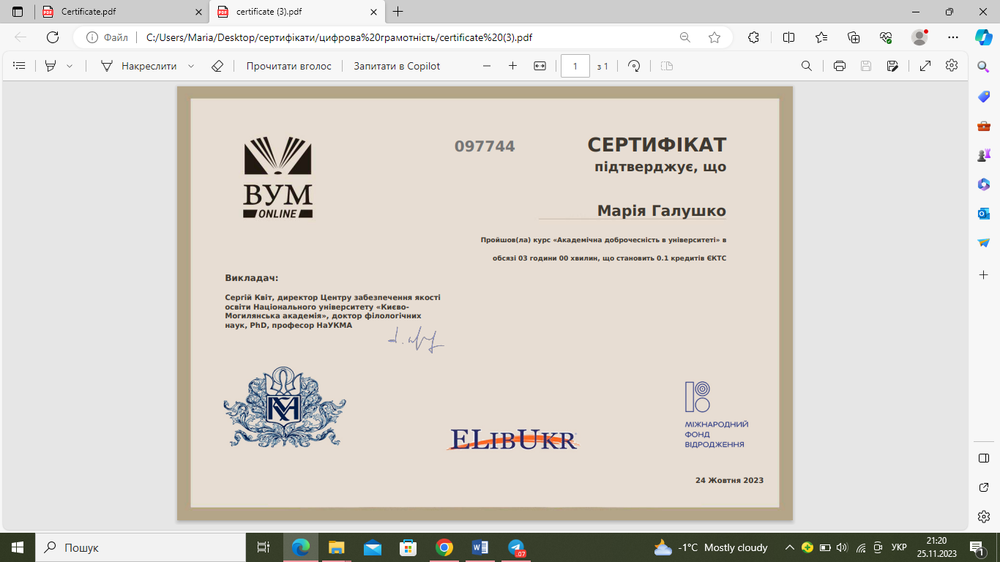 Certificate.pdf
certificate (3).pdf
Файл
C:/Users/Maria/Desktop/сертифікати/цифрова%20грамотність/certificate%20(3).pdf
Накреслити
Прочитати вголос
Запитати в Copilot
1
з 1
097744
СЕРТИФІКАТ
підтверджує, що
ВУМ
ONLINE
Марія Галушко
Пройшов(ла) курс «Академічна доброчесність в університеті» в
обсязі 03 години 00 хвилин, що становить 0.1 кредитів ЄКТС
Викладач:
Сергій Квіт, директор Центру забезпечення якості
освіти Національного університету «Києво-
Могилянська академія», доктор філологічних
наук, PhD, професор НаУКМА
ELIBUKR
МІЖНАРОДНИЙ
ФОНД
ВІДРОДЖЕННЯ
24 Жовтня 2023
Пошук
.07
-1°C Mostly cloudy
УКР
21:20
25.11.2023
1